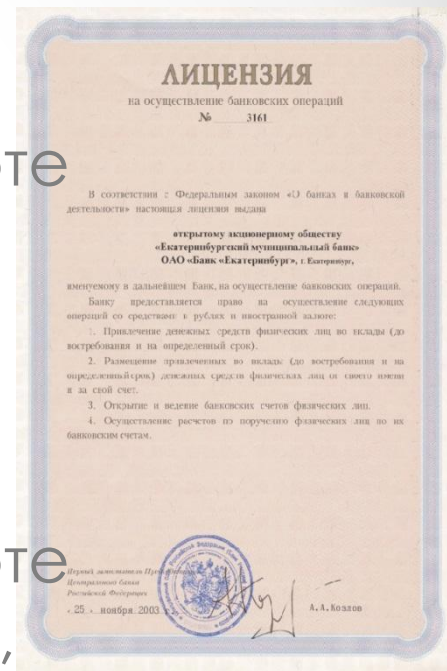 ЛИЦЕНЗИЯ
на осуществление банковских операций
№ 3161
те
В соответствии с Федеральным законом «О банках и банковской
деятельности» настоящая лицензия выдана
открытому акционерному обществу
«Екатеринбургский муниципальный банк»
ОАО «Банк «Екатеринбург», г. Екатеринбург,
именуемому в дальнейшем Банк, на осуществление банковских операций.
Банку предоставляется право на осуществление следующих
операций со средствами в рублях и иностранной валюте:
1. Привлечение денежных средств физических лиц во вклады (до
востребования и на определенный срок).
2. Размещение привлеченных во вклады (до востребования и на
определенный срок) денежных средств физических лиц от своего имени
и за свой счет.
3. Открытие и ведение банковских счетов физических лиц.
4. Осуществление расчетов по поручению физических лиц по их
банковским счетам.
те
,
Первый заместитель Председателя
Центрального банка
Российской Федерации
« 25 » ноября 2003 г.
А.А.Козлов